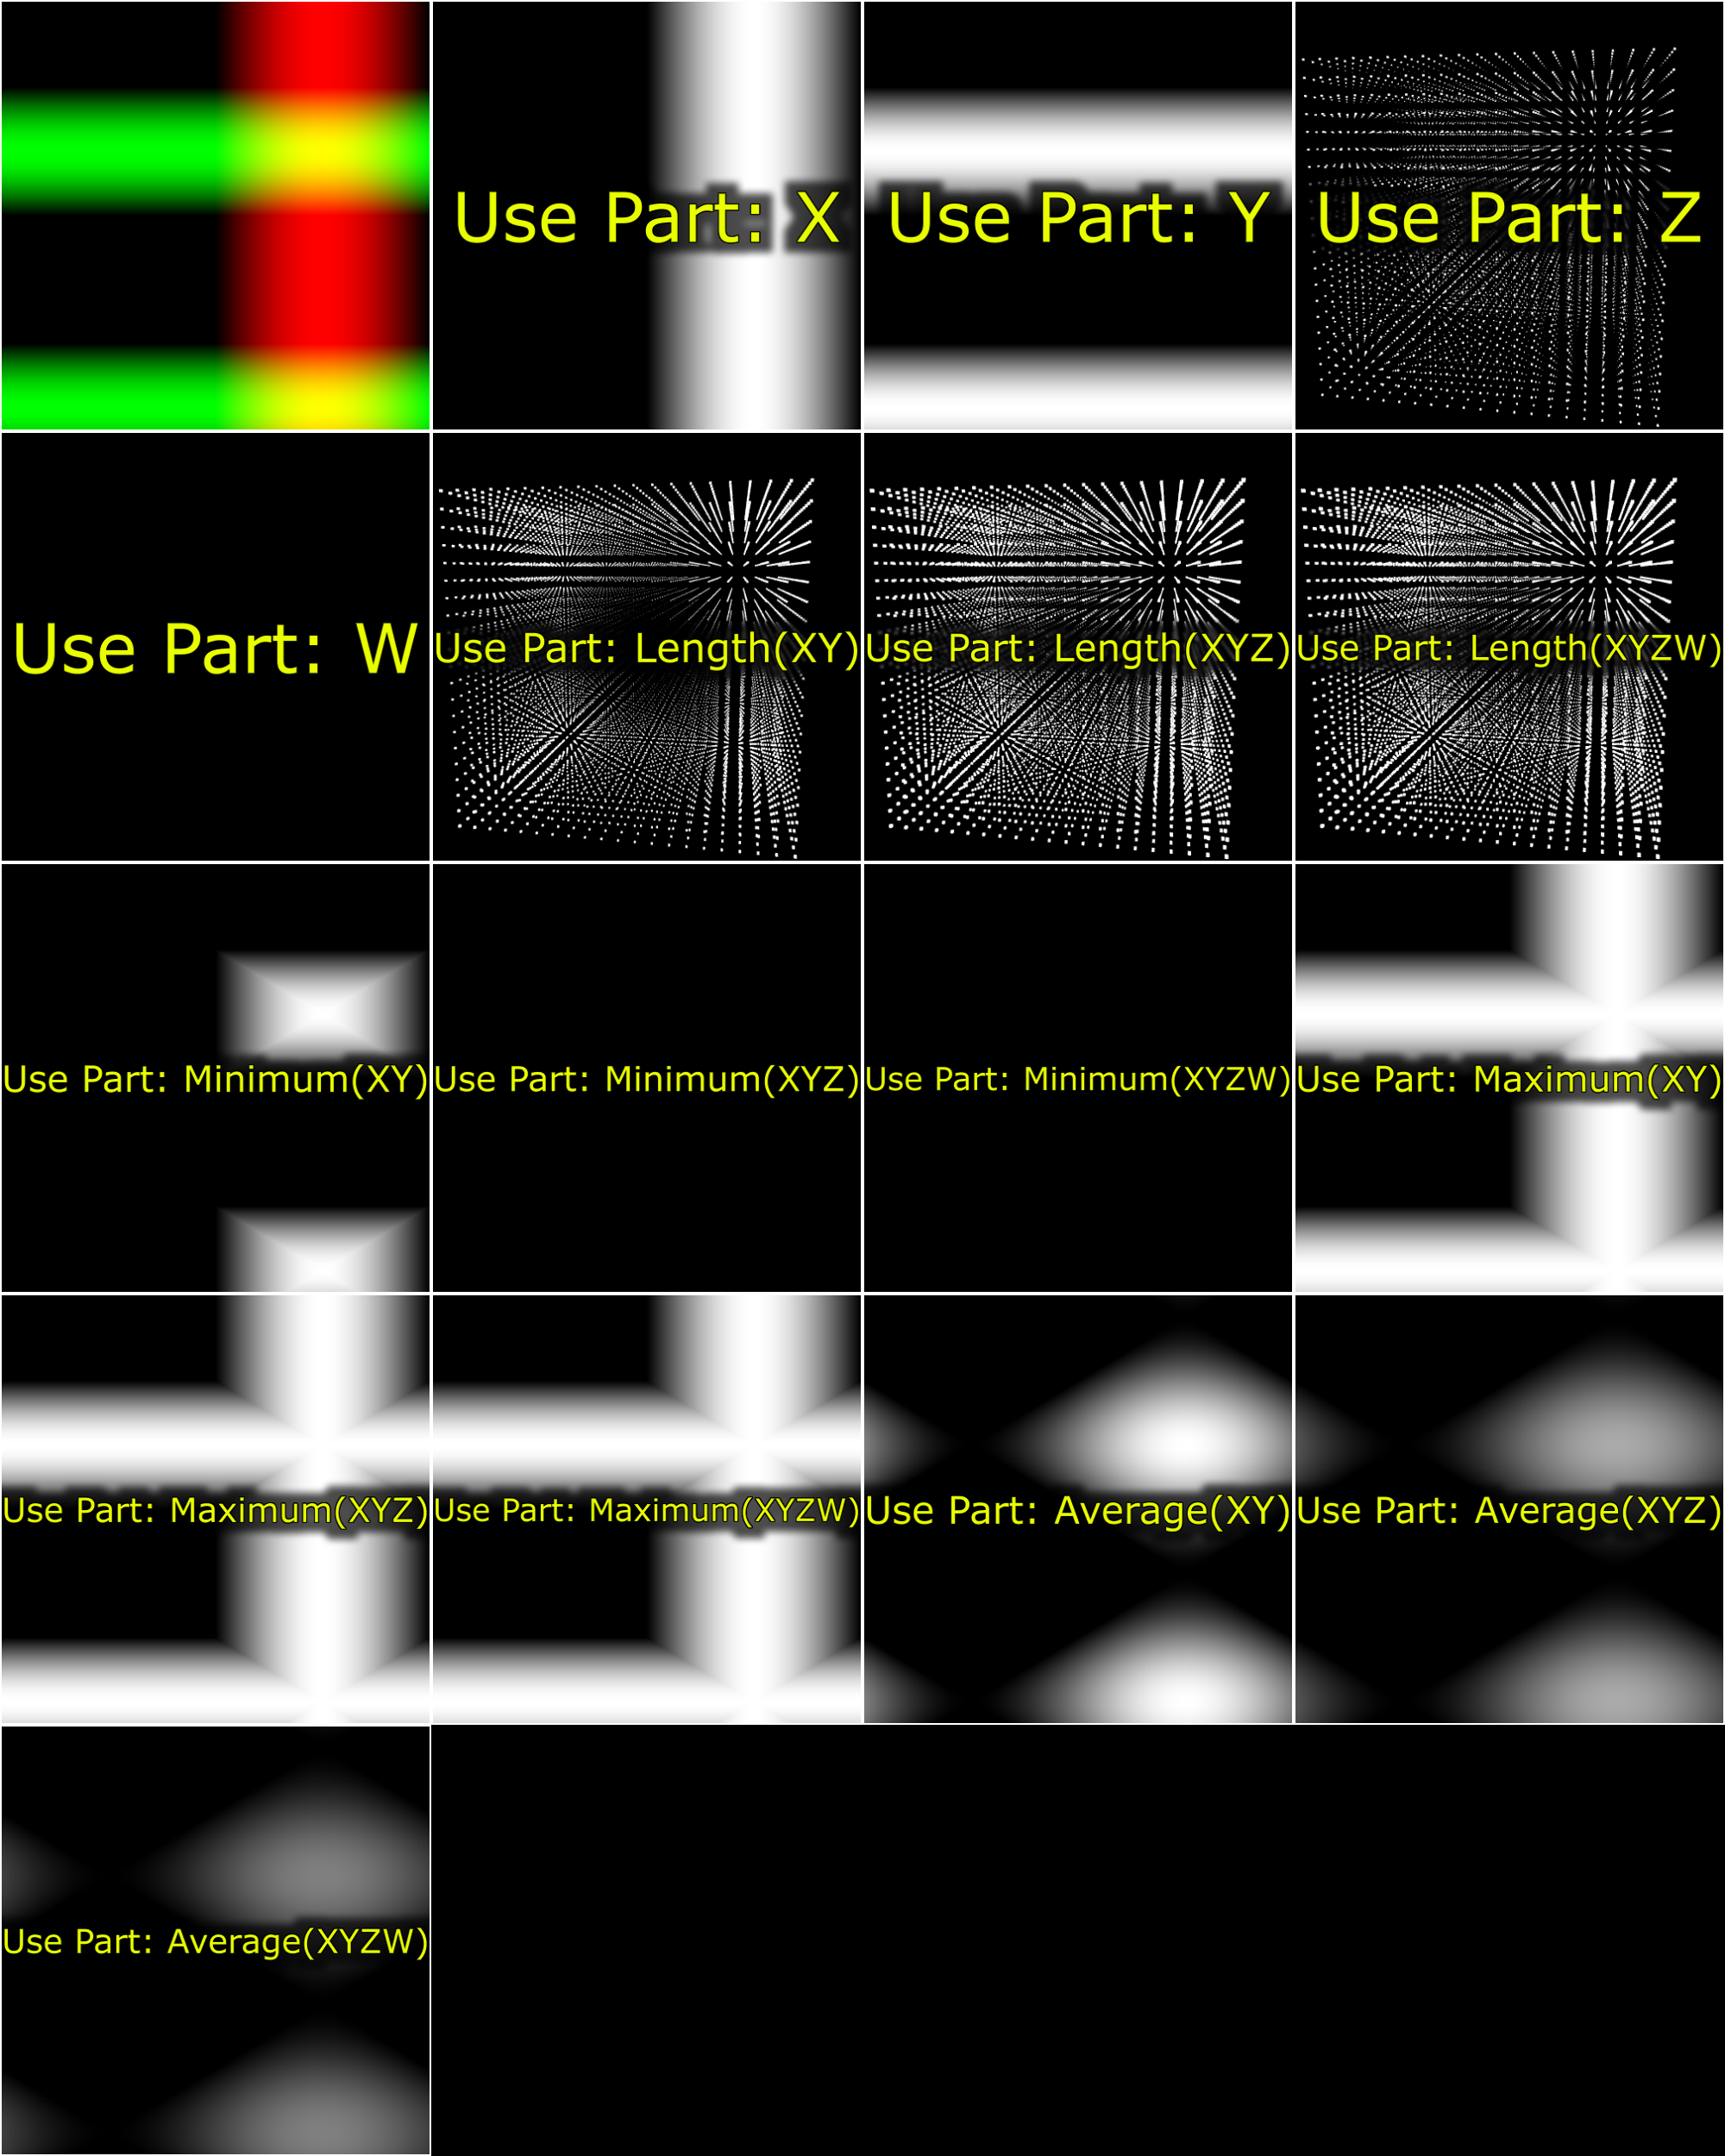 Use Part: X
Use Part: Y
Use Part: Z
Use Part: W
Use Part: Length(XY)
Use Part: Length(XYZ)
Use Part: Length(XYZW)
Use Part: Minimum(XY)
Use Part: Minimum(XYZ)
Use Part: Minimum(XYZW)
Use Part: Maximum(XY)
Use Part: Maximum(XYZ)
Use Part: Maximum(XYZW)
Use Part: Average(XY)
Use Part: Average(XYZ)
Use Part: Average(XYZW)